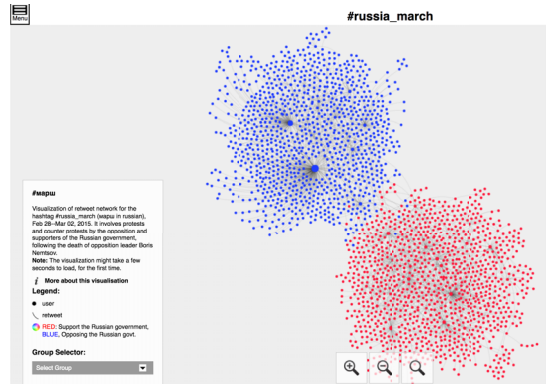 Menu
#russia_march
#марш
Visualization of retweet network for the
hashtag #russia_march (марш in russian),
Feb 28–Mar 02, 2015. It involves protests
and counter protests by the opposition and
supporters of the Russian government,
following the death of opposition leader Boris
Nemtsov.
Note: The visualization might take a few
seconds to load, for the first time.
i More about this visualisation
Legend:
user
retweet
RED: Support the Russian government,
BLUE, Opposing the Russian govt.
Group Selector:
Select Group